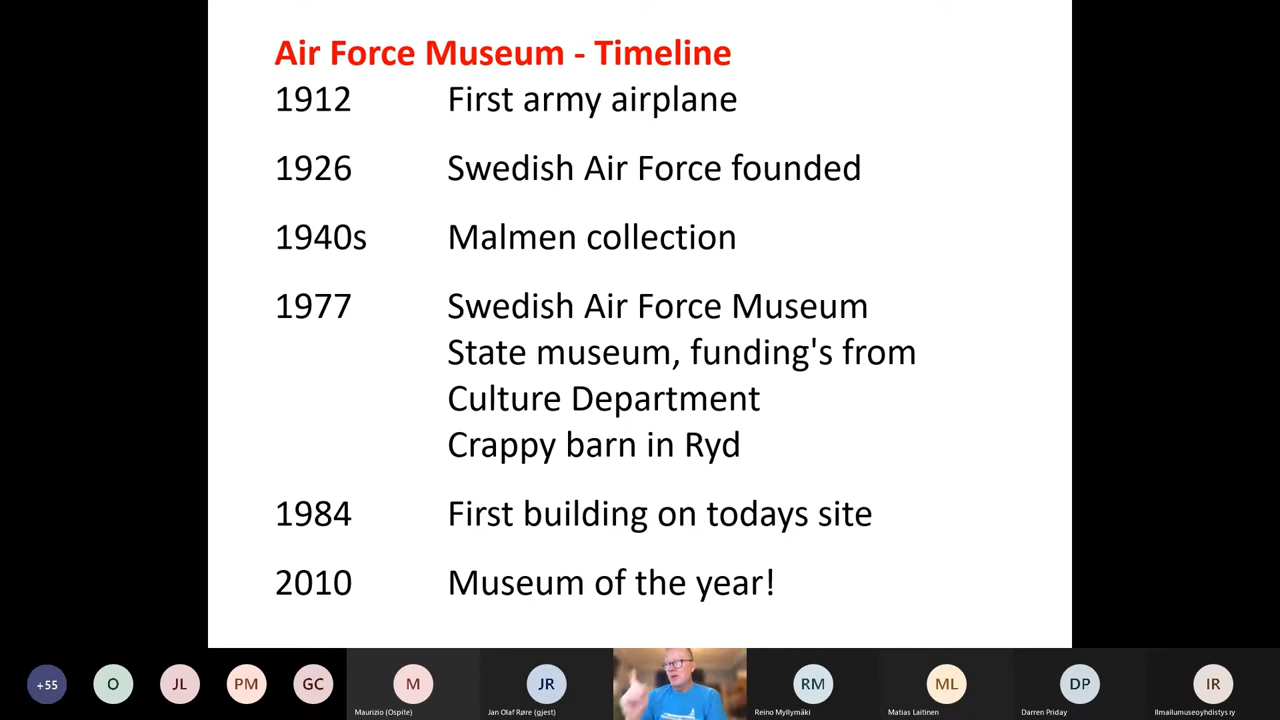 Air Force Museum - Timeline
1912 First army airplane
1926 Swedish Air Force founded
1940s Malmen collection
1977 Swedish Air Force Museum
State museum, funding's from
Culture Department
Crappy barn in Ryd
1984 First building on todays site
2010 Museum of the year!
+55 O JL PM GC M JR RM ML DP IR
Maurizio (Ospite) Jan Olaf Røre (gjest) Reino Myllymäki Matias Laitinen Darren Priday Ilmailumuseoyhdistys ry